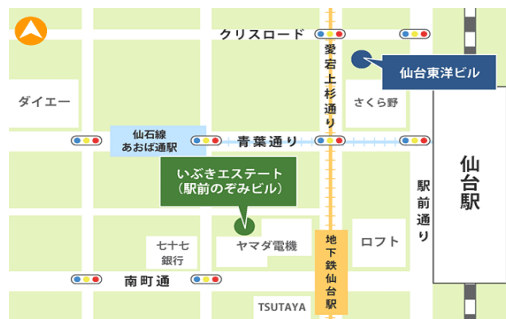 クリスロード
愛宕上杉通り
仙台東洋ビル
ダイエー
さくら野
仙石線
あおば通駅
青葉通り
仙台駅
いぶきエステート
（駅前のぞみビル）
駅前通り
七十七
銀行
ヤマダ電機
地下鉄仙台駅
ロフト
南町通
TSUTAYA